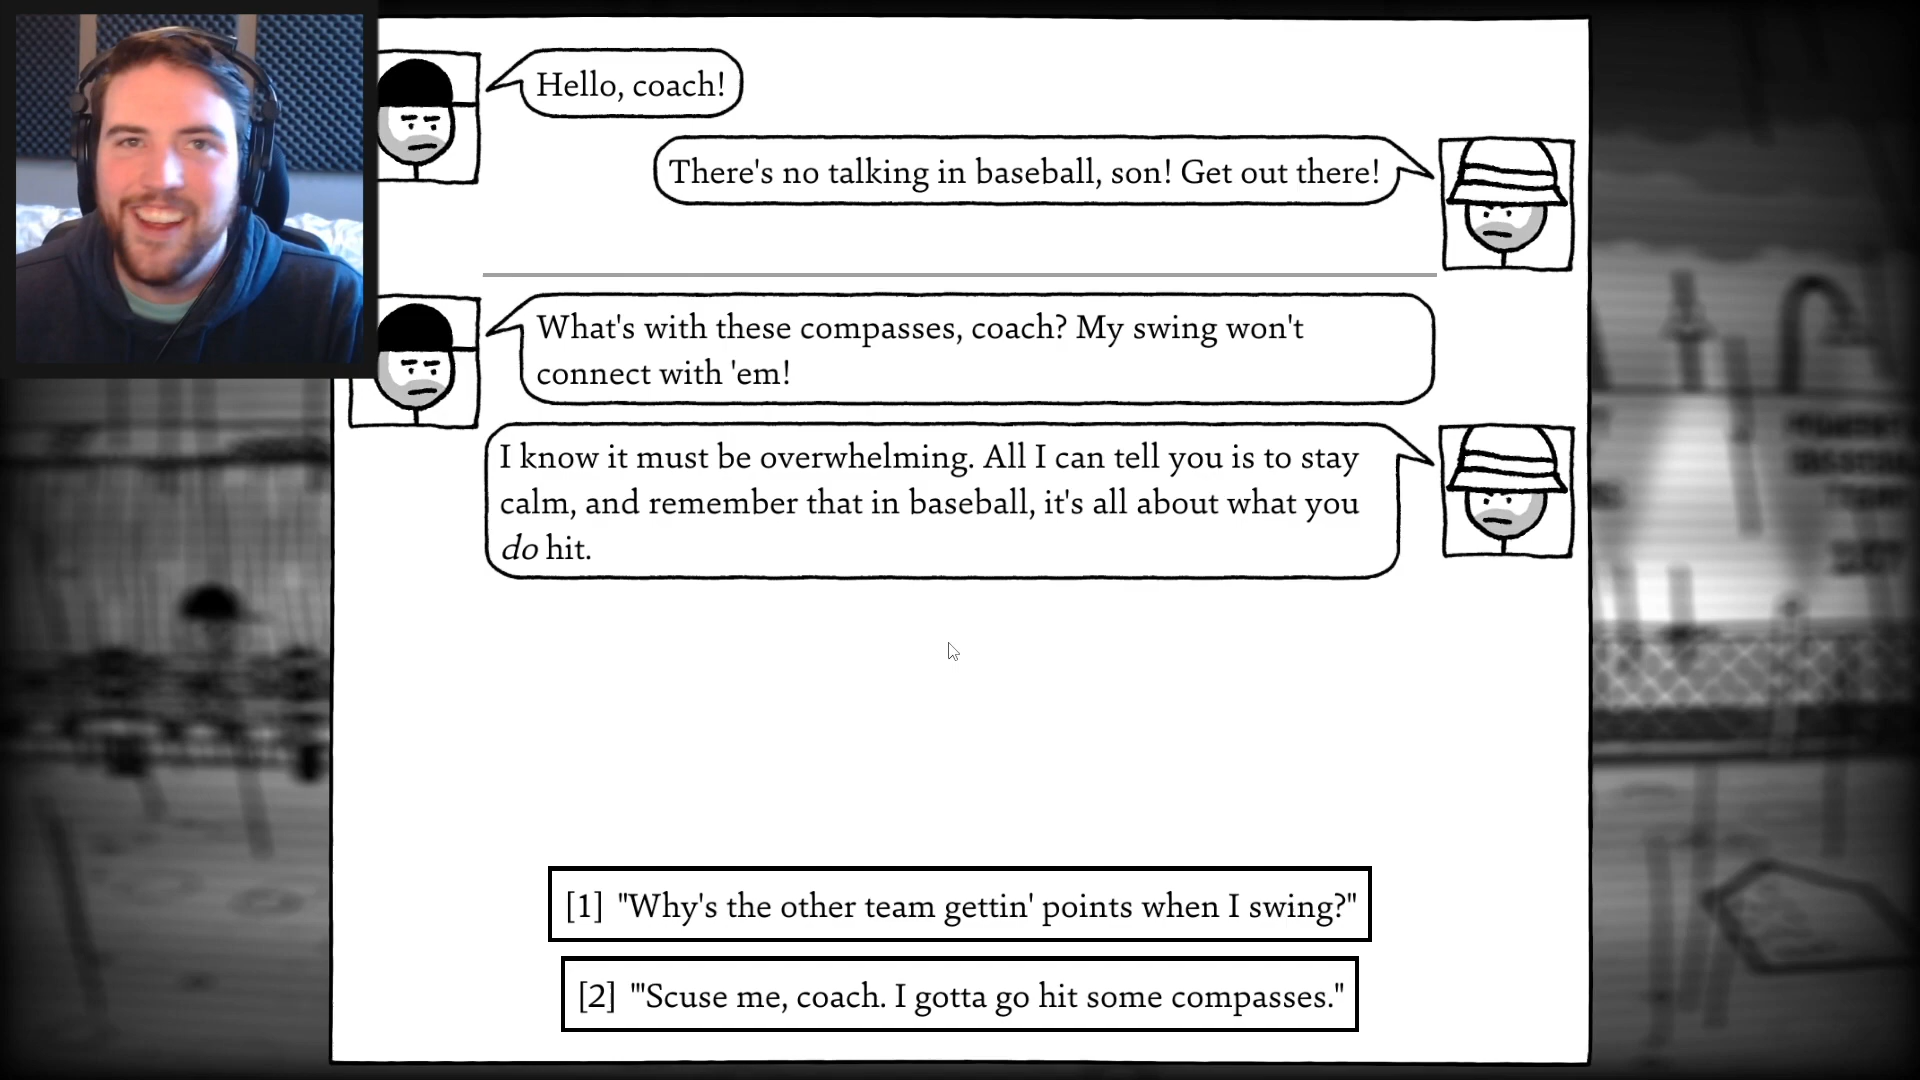 Hello, coach!
There's no talking in baseball, son! Get out there!
What's with these compasses, coach? My swing won't
connect with 'em!
I know it must be overwhelming. All I can tell you is to stay
calm, and remember that in baseball, it's all about what you
do hit.
[1] "Why's the other team gettin' points when I swing?"
[2] "'Scuse me, coach. I gotta go hit some compasses."